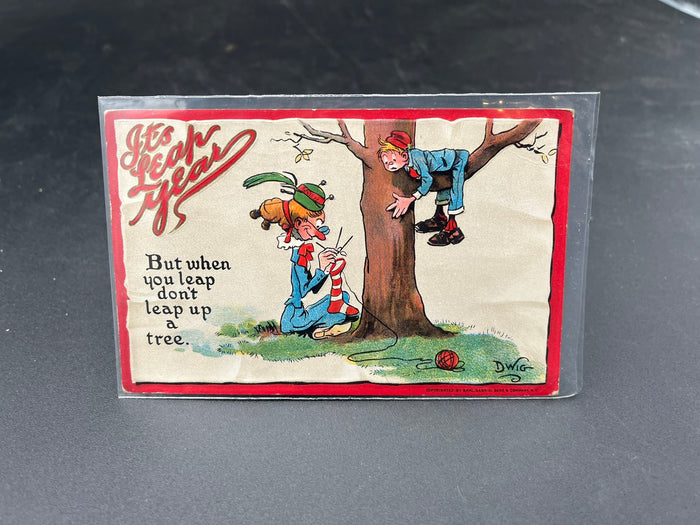 It's
Leap
Year
But when
you leap
don't
leap up
a
tree.
DWIG